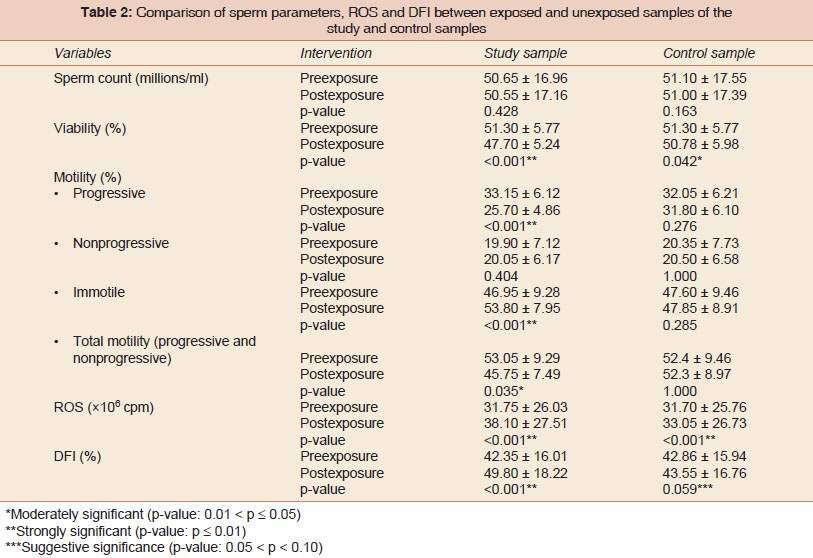 Table 2: Comparison of sperm parameters, ROS and DFI between exposed and unexposed samples of the
study and control samples
Variables Intervention Study sample Control sample
Sperm count (millions/ml) Preexposure 50.65 ± 16.96 51.10 ± 17.55
Postexposure 50.55 ± 17.16 51.00 ± 17.39
p-value 0.428 0.163
Viability (%) Preexposure 51.30 ± 5.77 51.30 ± 5.77
Postexposure 47.70 ± 5.24 50.78 ± 5.98
p-value <0.001** 0.042*
Motility (%)
• Progressive Preexposure 33.15 ± 6.12 32.05 ± 6.21
Postexposure 25.70 ± 4.86 31.80 ± 6.10
p-value <0.001** 0.276
• Nonprogressive Preexposure 19.90 ± 7.12 20.35 ± 7.73
Postexposure 20.05 ± 6.17 20.50 ± 6.58
p-value 0.404 1.000
• Immotile Preexposure 46.95 ± 9.28 47.60 ± 9.46
Postexposure 53.80 ± 7.95 47.85 ± 8.91
p-value <0.001** 0.285
• Total motility (progressive and
nonprogressive) Preexposure 53.05 ± 9.29 52.4 ± 9.46
Postexposure 45.75 ± 7.49 52.3 ± 8.97
p-value 0.035* 1.000
ROS (×10⁶ cpm) Preexposure 31.75 ± 26.03 31.70 ± 25.76
Postexposure 38.10 ± 27.51 33.05 ± 26.73
p-value <0.001** <0.001**
DFI (%) Preexposure 42.35 ± 16.01 42.86 ± 15.94
Postexposure 49.80 ± 18.22 43.55 ± 16.76
p-value <0.001** 0.059***
*Moderately significant (p-value: 0.01 < p ≤ 0.05)
**Strongly significant (p-value: p ≤ 0.01)
***Suggestive significance (p-value: 0.05 < p < 0.10)